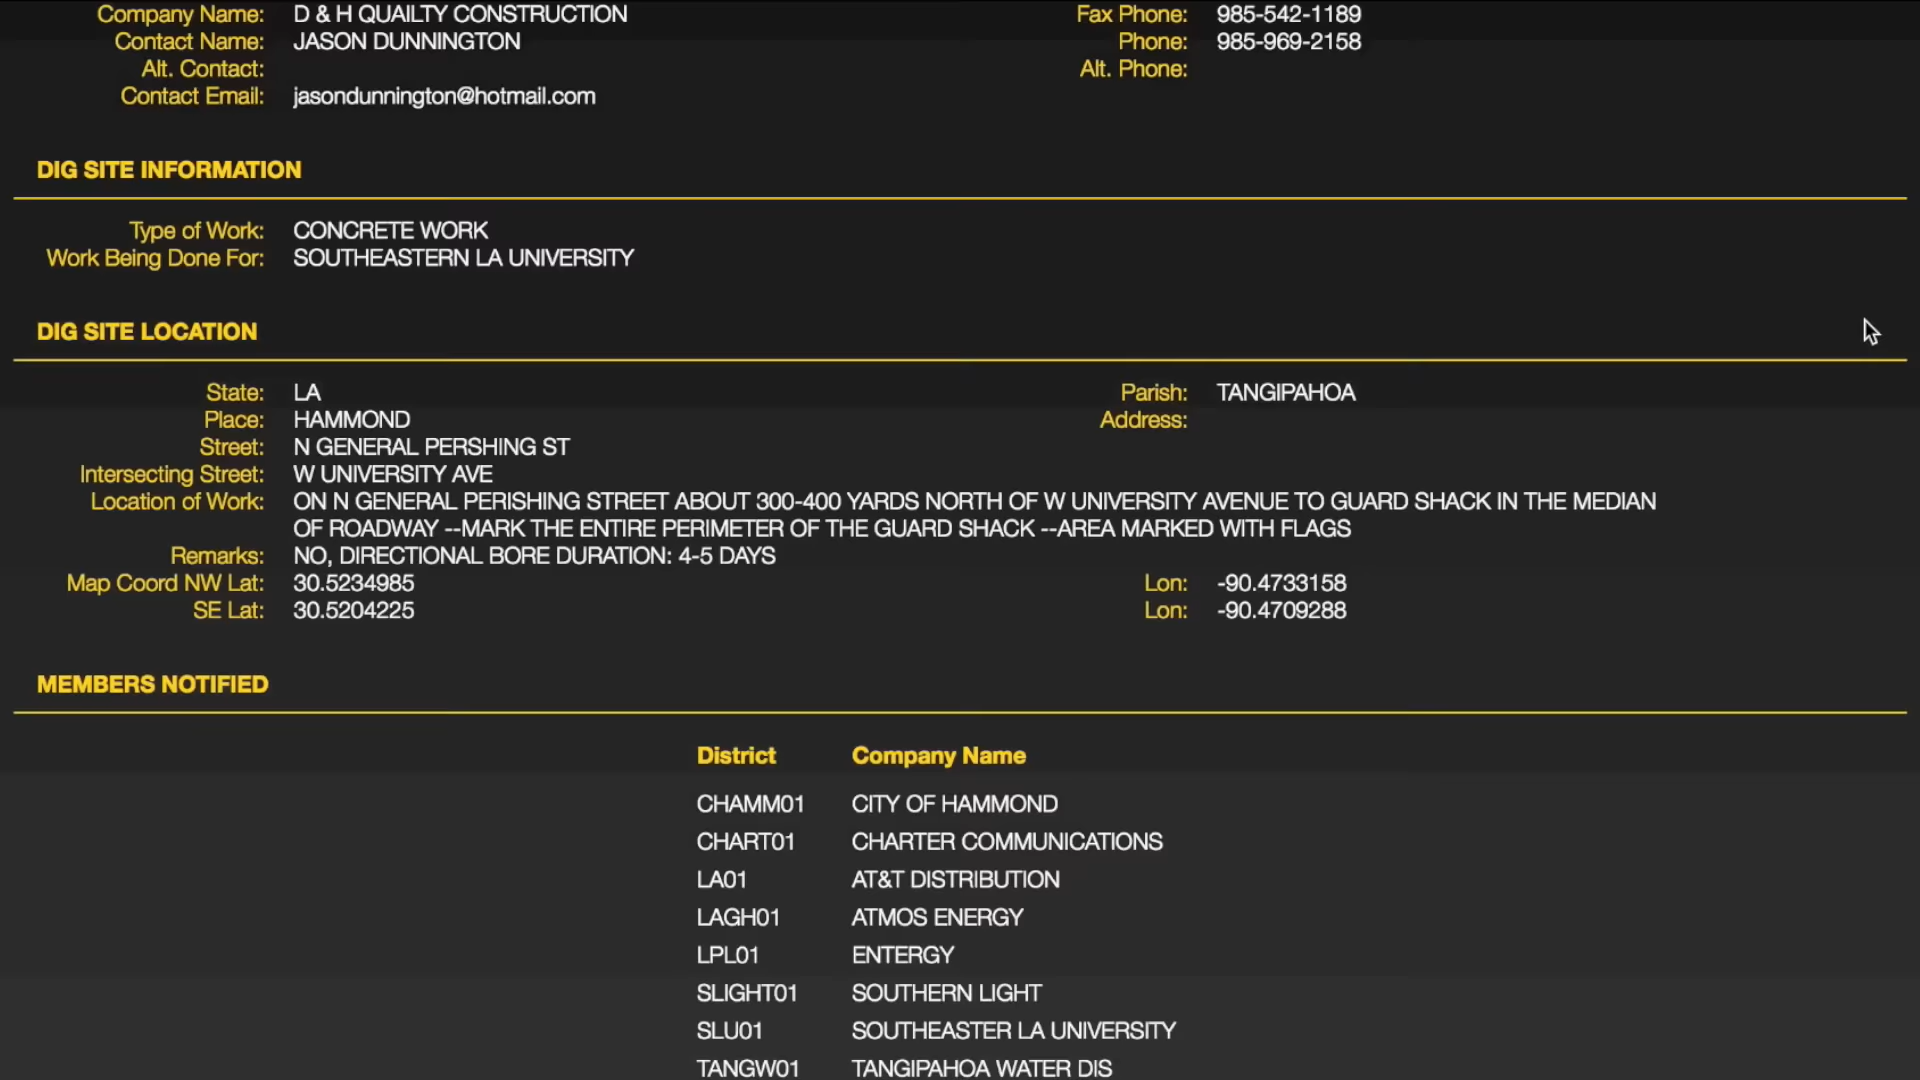 Company Name: D & H QUAILTY CONSTRUCTION Fax Phone: 985-542-1189
Contact Name: JASON DUNNINGTON Phone: 985-969-2158
Alt. Contact: Alt. Phone:
Contact Email: jasondunnington@hotmail.com
DIG SITE INFORMATION
Type of Work: CONCRETE WORK
Work Being Done For: SOUTHEASTERN LA UNIVERSITY
DIG SITE LOCATION
State: LA Parish: TANGIPAHOA
Place: HAMMOND Address:
Street: N GENERAL PERSHING ST
Intersecting Street: W UNIVERSITY AVE
Location of Work: ON N GENERAL PERISHING STREET ABOUT 300-400 YARDS NORTH OF W UNIVERSITY AVENUE TO GUARD SHACK IN THE MEDIAN
OF ROADWAY --MARK THE ENTIRE PERIMETER OF THE GUARD SHACK --AREA MARKED WITH FLAGS
Remarks: NO, DIRECTIONAL BORE DURATION: 4-5 DAYS
Map Coord NW Lat: 30.5234985 Lon: -90.4733158
SE Lat: 30.5204225 Lon: -90.4709288
MEMBERS NOTIFIED
District Company Name
CHAMM01 CITY OF HAMMOND
CHART01 CHARTER COMMUNICATIONS
LA01 AT&T DISTRIBUTION
LAGH01 ATMOS ENERGY
LPL01 ENTERGY
SLIGHT01 SOUTHERN LIGHT
SLU01 SOUTHEASTER LA UNIVERSITY
TANGW01 TANGIPAHOA WATER DIS